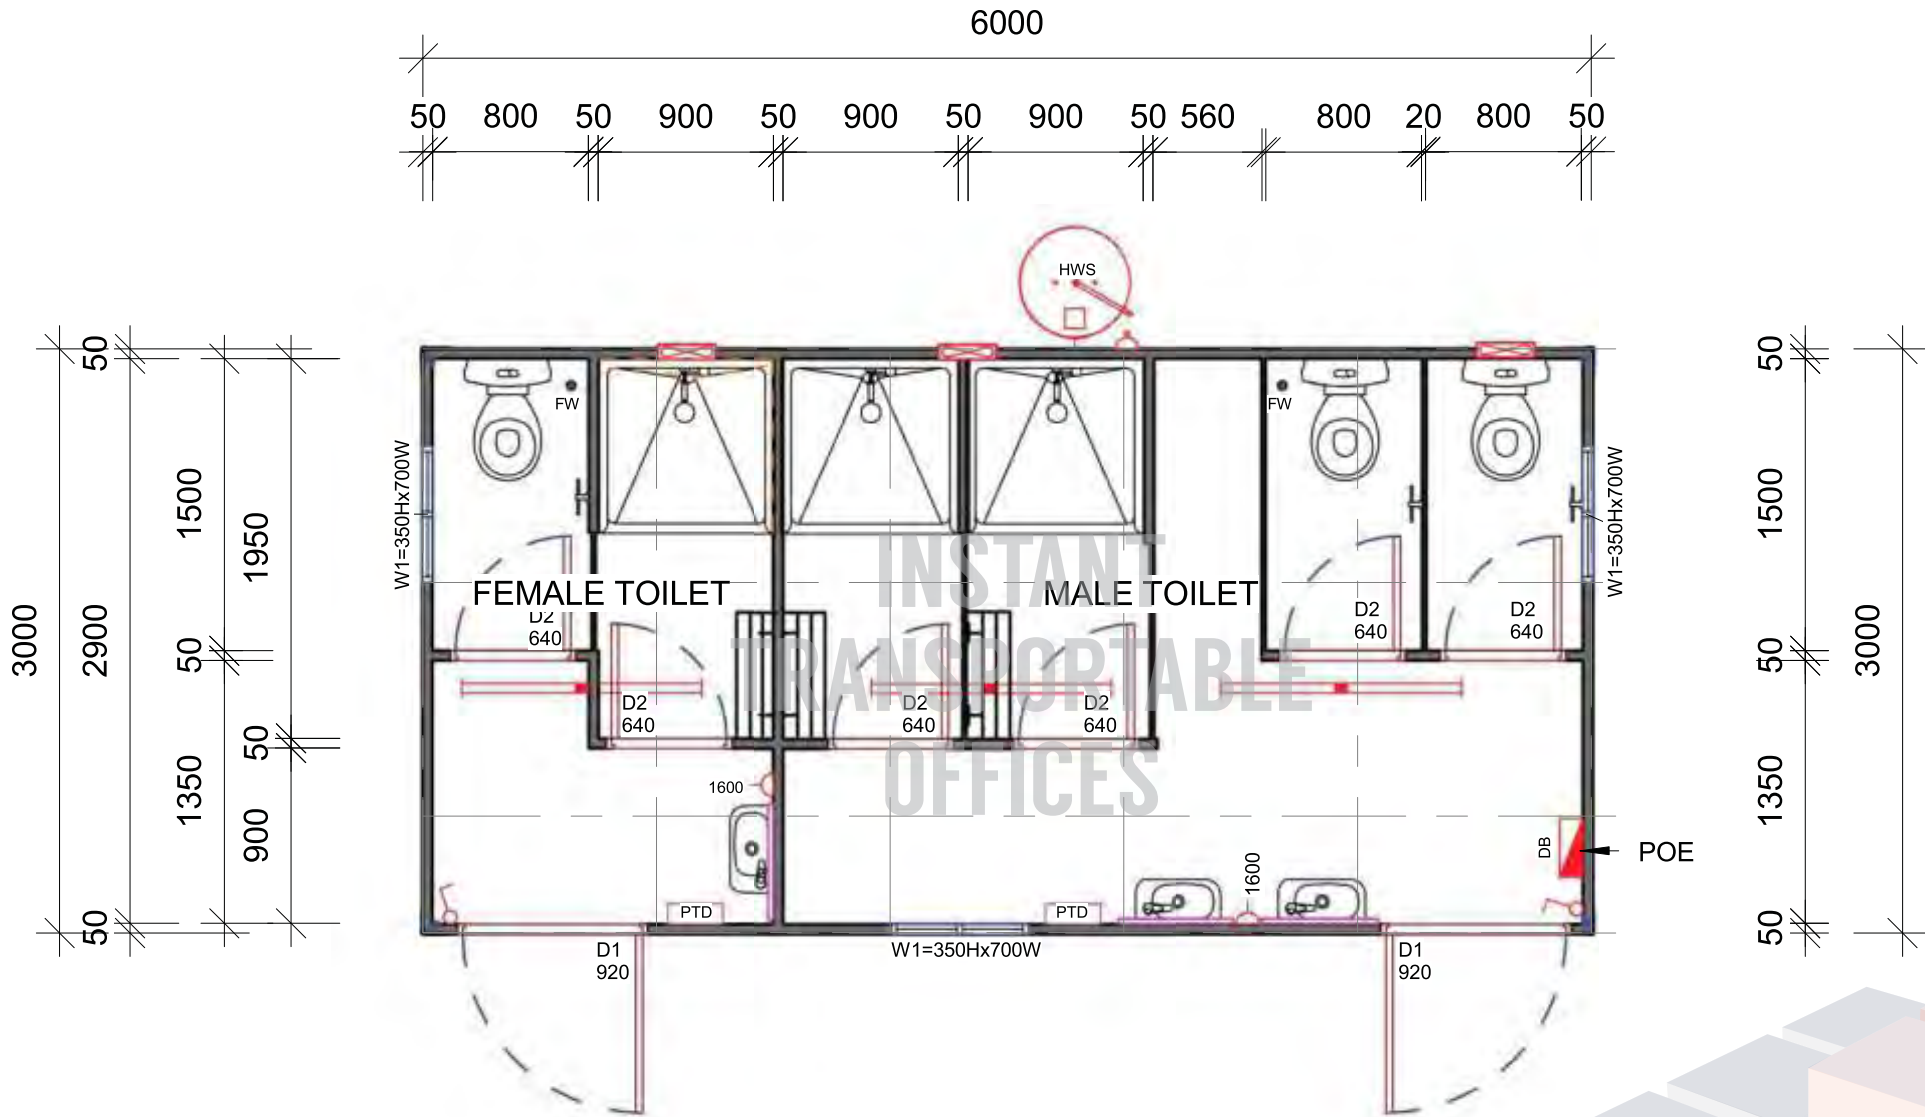 6000
50 800 50 900 50 900 50 900 50 560 800 20 800 50
HWS
50
50
FW
FW
W1=350Hx700W
W1=350Hx700W
1500
1950
1500
FEMALE TOILET
MALE TOILET
INSTANT
TRANSPORTABLE
OFFICES
D2
640
D2
640
D2
640
3000
2900
50
50
3000
D2
640
D2
640
D2
640
50
1350
900
1350
1600
1600
DB
POE
PTD
PTD
50
50
W1=350Hx700W
D1
920
D1
920